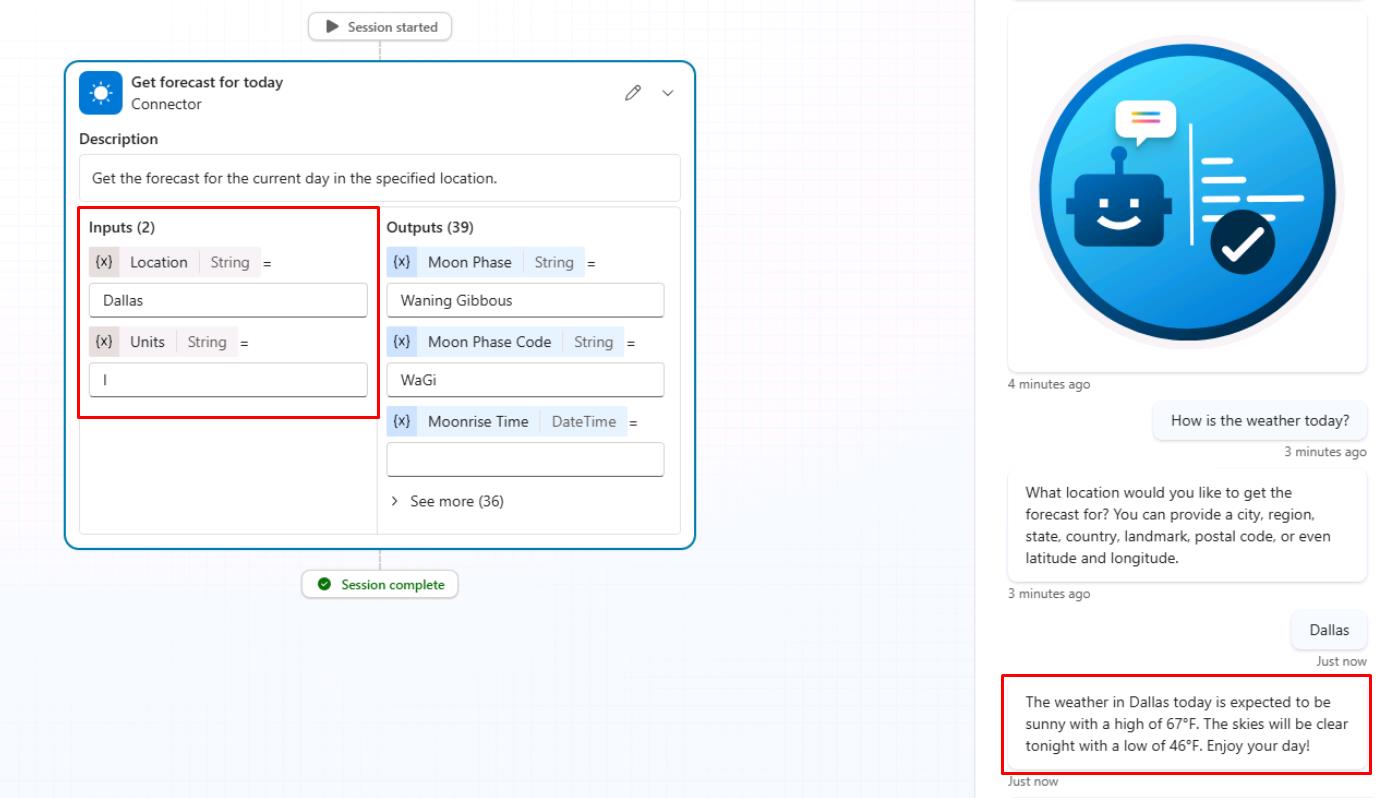 Session started
Get forecast for today
Connector
Description
Get the forecast for the current day in the specified location.
Inputs (2)
{x} Location String =
Dallas
{x} Units String =
I
Outputs (39)
{x} Moon Phase String =
Waning Gibbous
{x} Moon Phase Code String =
WaGi
{x} Moonrise Time DateTime =
See more (36)
Session complete
4 minutes ago
How is the weather today?
3 minutes ago
What location would you like to get the
forecast for? You can provide a city, region,
state, country, landmark, postal code, or even
latitude and longitude.
3 minutes ago
Dallas
Just now
The weather in Dallas today is expected to be
sunny with a high of 67°F. The skies will be clear
tonight with a low of 46°F. Enjoy your day!
Just now